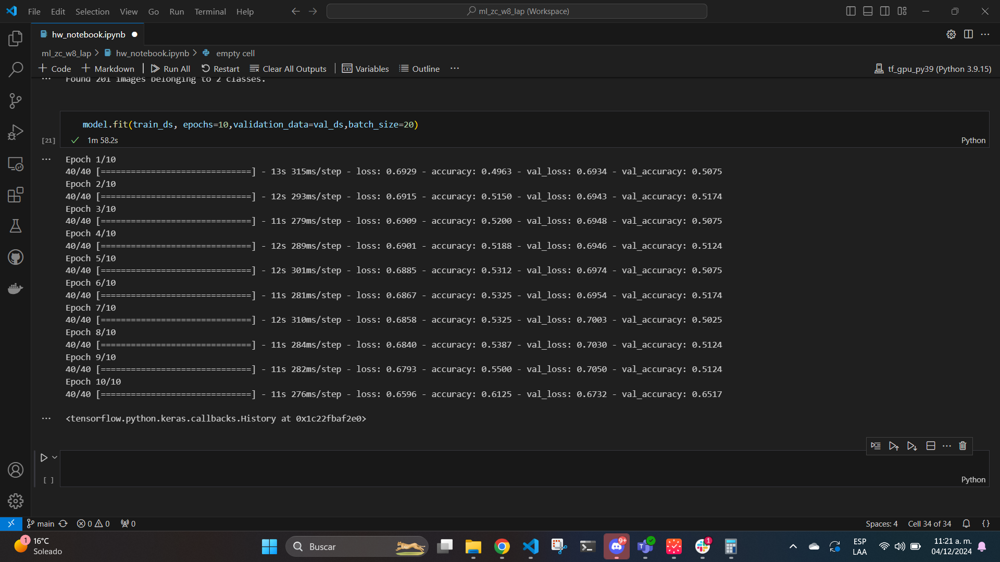 File Edit Selection View Go Run Terminal Help
ml_zc_w8_lap (Workspace)
hw_notebook.ipynb
ml_zc_w8_lap > hw_notebook.ipynb > empty cell
+ Code + Markdown | Run All Restart Clear All Outputs | Variables Outline ...
tf_gpu_py39 (Python 3.9.15)
... Found 201 images belonging to 2 classes.
model.fit(train_ds, epochs=10,validation_data=val_ds,batch_size=20)
[21] ✓ 1m 58.2s Python
... Epoch 1/10
40/40 [==============================] - 13s 315ms/step - loss: 0.6929 - accuracy: 0.4963 - val_loss: 0.6934 - val_accuracy: 0.5075
Epoch 2/10
40/40 [==============================] - 12s 293ms/step - loss: 0.6915 - accuracy: 0.5150 - val_loss: 0.6943 - val_accuracy: 0.5174
Epoch 3/10
40/40 [==============================] - 11s 279ms/step - loss: 0.6909 - accuracy: 0.5200 - val_loss: 0.6948 - val_accuracy: 0.5075
Epoch 4/10
40/40 [==============================] - 12s 289ms/step - loss: 0.6901 - accuracy: 0.5188 - val_loss: 0.6946 - val_accuracy: 0.5124
Epoch 5/10
40/40 [==============================] - 12s 301ms/step - loss: 0.6885 - accuracy: 0.5312 - val_loss: 0.6974 - val_accuracy: 0.5075
Epoch 6/10
40/40 [==============================] - 11s 281ms/step - loss: 0.6867 - accuracy: 0.5325 - val_loss: 0.6954 - val_accuracy: 0.5174
Epoch 7/10
40/40 [==============================] - 12s 310ms/step - loss: 0.6858 - accuracy: 0.5325 - val_loss: 0.7003 - val_accuracy: 0.5025
Epoch 8/10
40/40 [==============================] - 11s 284ms/step - loss: 0.6840 - accuracy: 0.5387 - val_loss: 0.7030 - val_accuracy: 0.5124
Epoch 9/10
40/40 [==============================] - 11s 282ms/step - loss: 0.6793 - accuracy: 0.5500 - val_loss: 0.7050 - val_accuracy: 0.5124
Epoch 10/10
40/40 [==============================] - 11s 276ms/step - loss: 0.6596 - accuracy: 0.6125 - val_loss: 0.6732 - val_accuracy: 0.6517
... <tensorflow.python.keras.callbacks.History at 0x1c22fbaf2e0>
[ ] Python
main 0 0 0 Spaces: 4 Cell 34 of 34 {}
1 16°C
Soleado
Buscar
9+
T
1
ESP
LAA
11:21 a. m.
04/12/2024